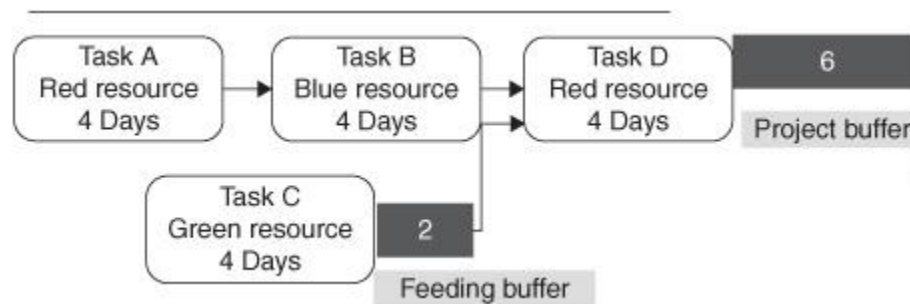 Task A
Red resource
4 Days
Task B
Blue resource
4 Days
Task D
Red resource
4 Days
6
Project buffer
Task C
Green resource
4 Days
2
Feeding buffer